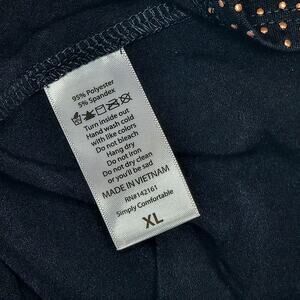 95% Polyester
5% Spandex
Turn inside out
Hand wash cold
with like colors
Do not bleach
Hang dry
Do not iron
Do not dry clean
or you'll be sad
MADE IN VIETNAM
RN#142161
Simply Comfortable
XL